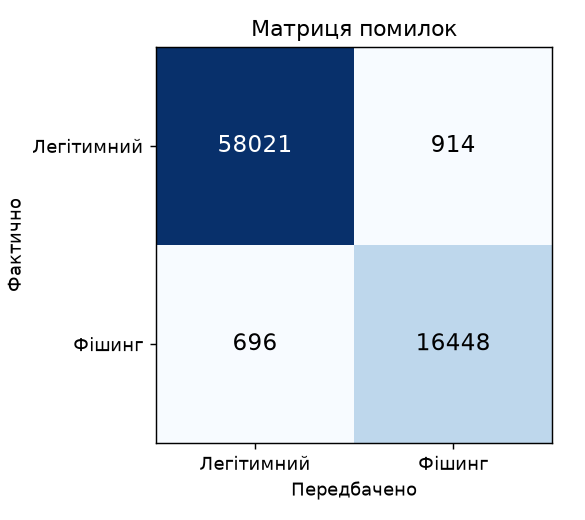 Матриця помилок
Легітимний
58021
914
Фактично
Фішинг
696
16448
Легітимний
Фішинг
Передбачено